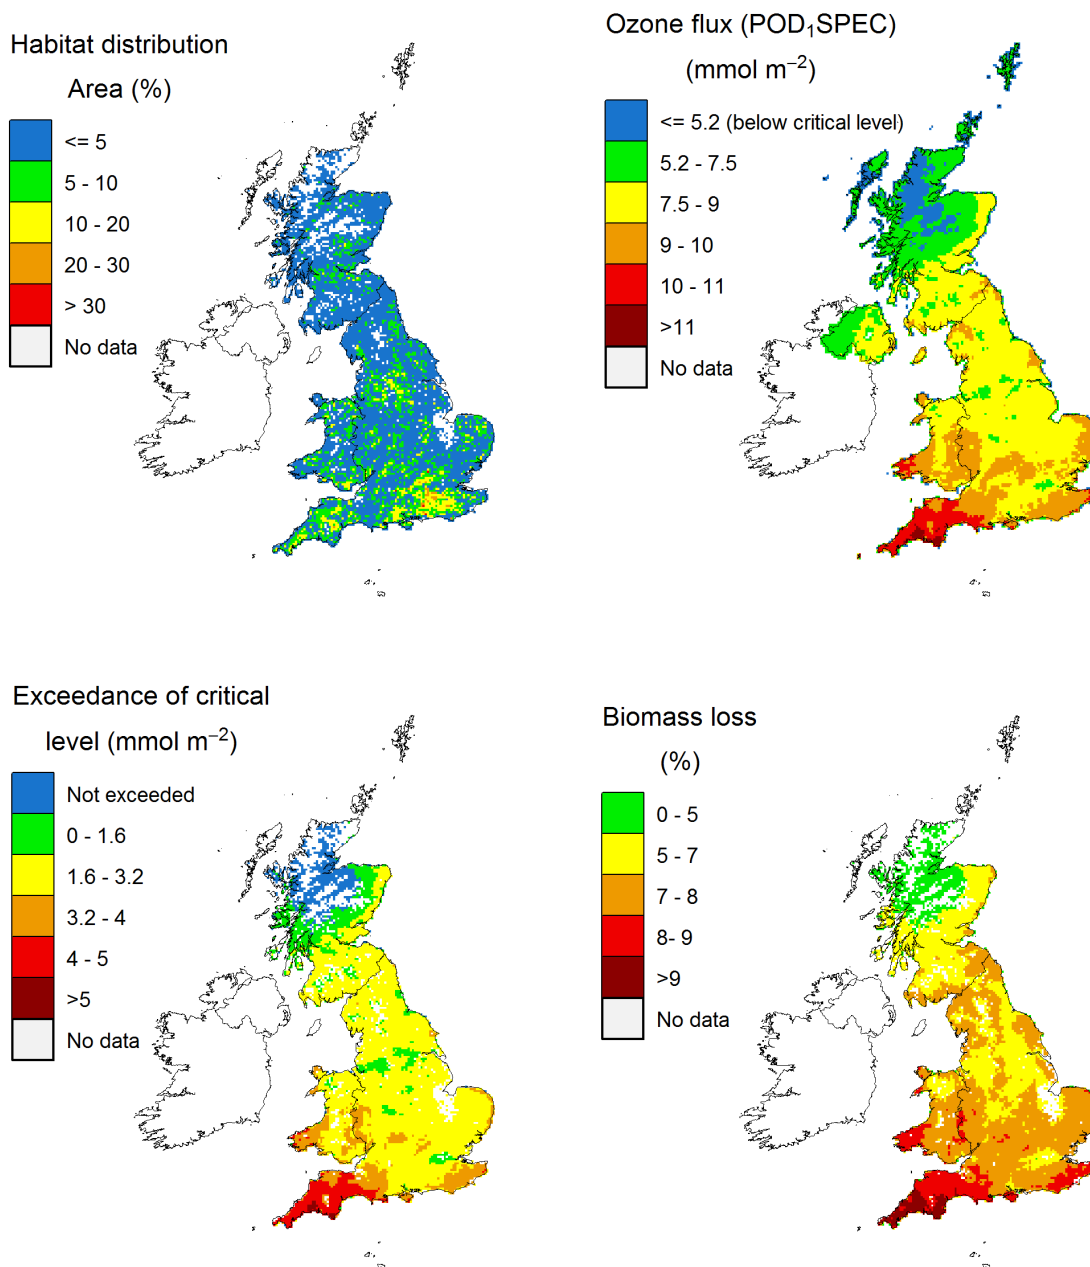 Habitat distribution
Area (%)
<= 5
5 - 10
10 - 20
20 - 30
> 30
No data
Ozone flux (POD₁SPEC)
(mmol m⁻²)
<= 5.2 (below critical level)
5.2 - 7.5
7.5 - 9
9 - 10
10 - 11
>11
No data
Exceedance of critical
level (mmol m⁻²)
Not exceeded
0 - 1.6
1.6 - 3.2
3.2 - 4
4 - 5
>5
No data
Biomass loss
(%)
0 - 5
5 - 7
7 - 8
8- 9
>9
No data